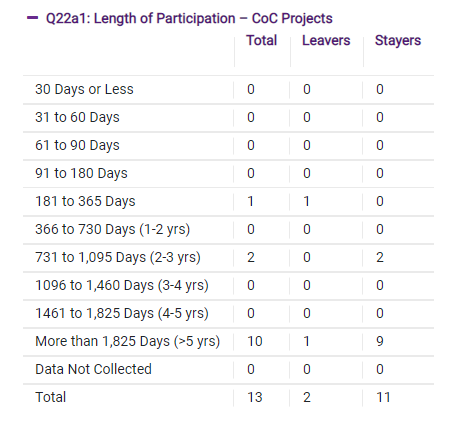 − Q22a1: Length of Participation – CoC Projects
Total Leavers Stayers
30 Days or Less 0 0 0
31 to 60 Days 0 0 0
61 to 90 Days 0 0 0
91 to 180 Days 0 0 0
181 to 365 Days 1 1 0
366 to 730 Days (1-2 yrs) 0 0 0
731 to 1,095 Days (2-3 yrs) 2 0 2
1096 to 1,460 Days (3-4 yrs) 0 0 0
1461 to 1,825 Days (4-5 yrs) 0 0 0
More than 1,825 Days (>5 yrs) 10 1 9
Data Not Collected 0 0 0
Total 13 2 11